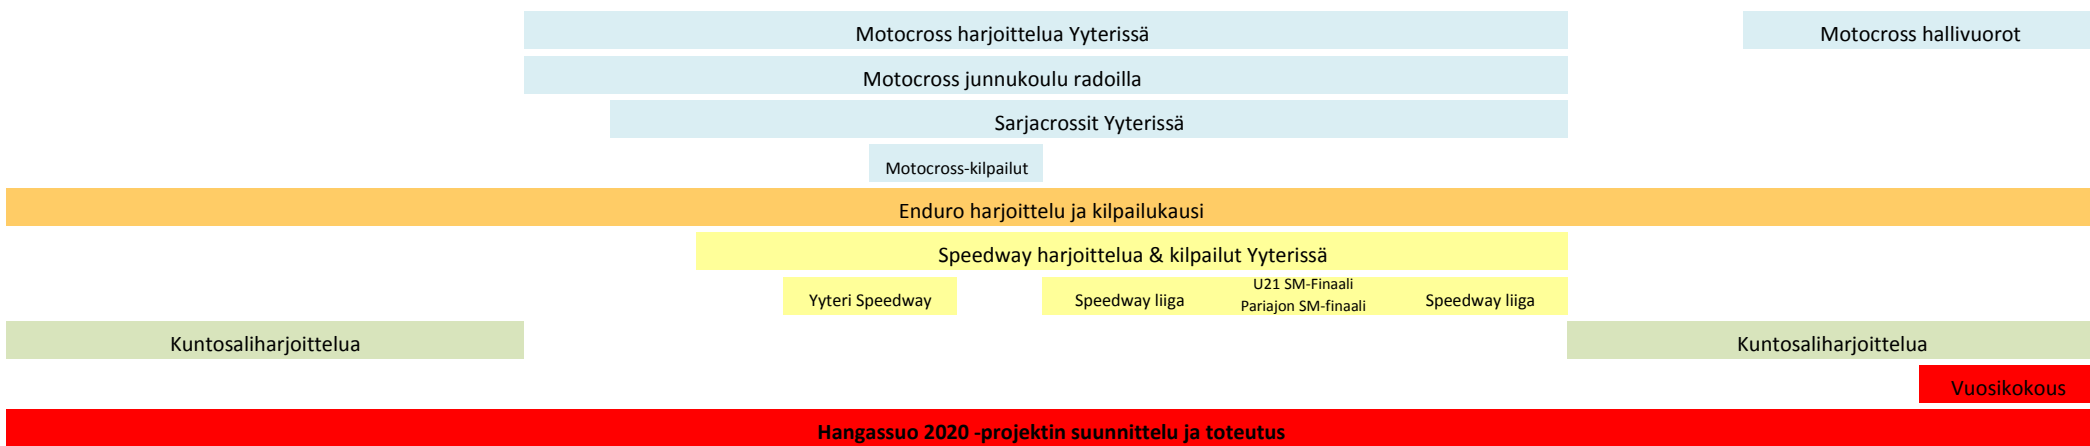 Motocross harjoittelua Yyterissä
Motocross hallivuorot
Motocross junnukoulu radoilla
Sarjacrossit Yyterissä
Motocross-kilpailut
Enduro harjoittelu ja kilpailukausi
Speedway harjoittelua & kilpailut Yyterissä
Yyteri Speedway
Speedway liiga
U21 SM-Finaali
Pariajon SM-finaali
Speedway liiga
Kuntosaliharjoittelua
Kuntosaliharjoittelua
Vuosikokous
Hangassuo 2020 -projektin suunnittelu ja toteutus